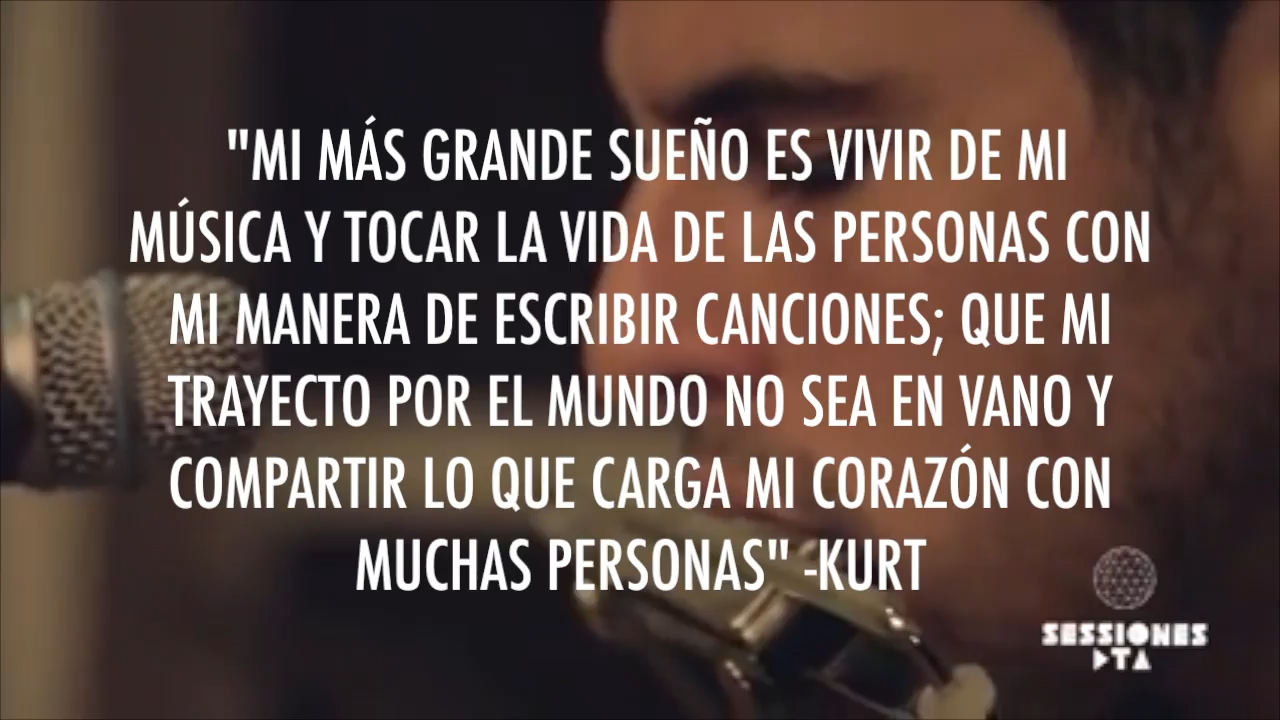 "MI MÁS GRANDE SUEÑO ES VIVIR DE MI
MÚSICA Y TOCAR LA VIDA DE LAS PERSONAS CON
MI MANERA DE ESCRIBIR CANCIONES; QUE MI
TRAYECTO POR EL MUNDO NO SEA EN VANO Y
COMPARTIR LO QUE CARGA MI CORAZÓN CON
MUCHAS PERSONAS" -KURT
SESSIONES
DTA